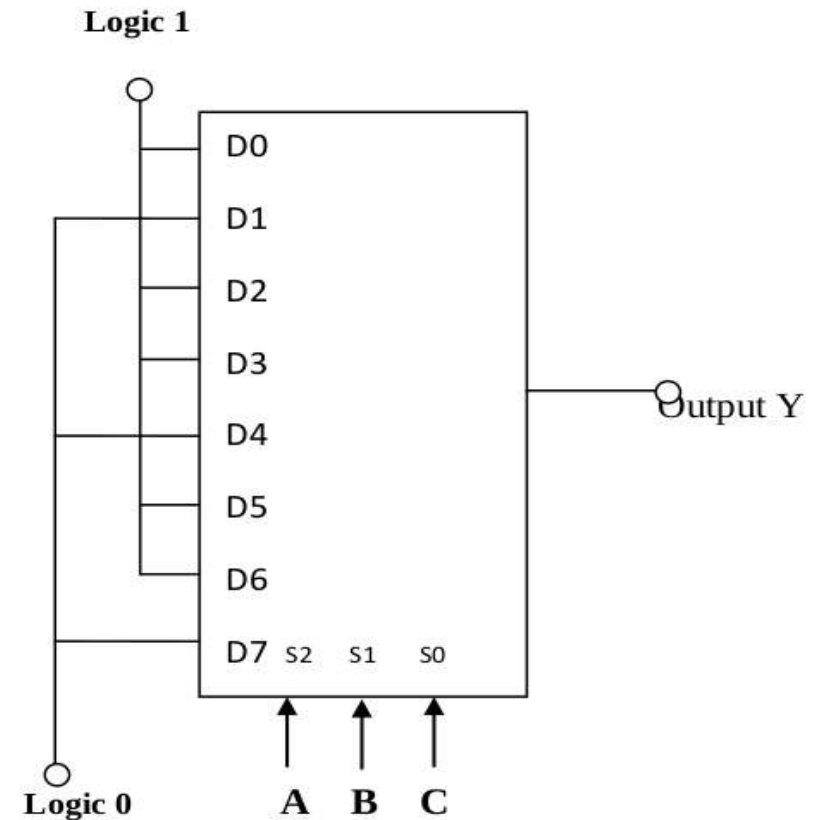 Logic 1
D0
D1
D2
D3
Output Y
D4
D5
D6
D7 S2 S1 S0
A B C
Logic 0